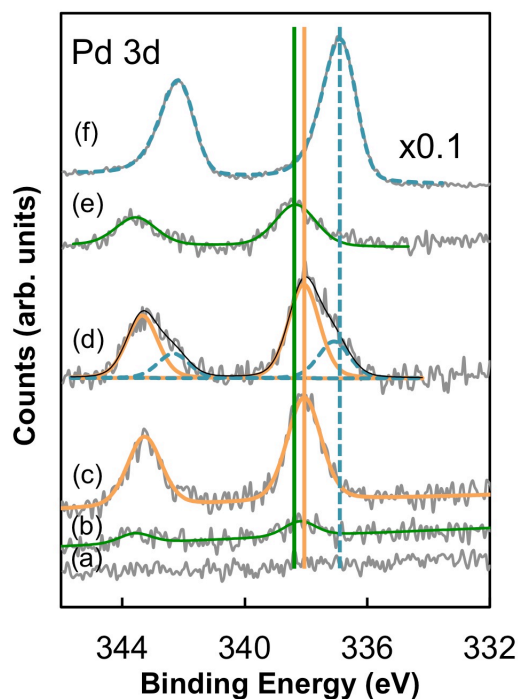 Pd 3d
(f)
x0.1
(e)
(d)
(c)
(b)
(a)
Counts (arb. units)
344 340 336 332
Binding Energy (eV)